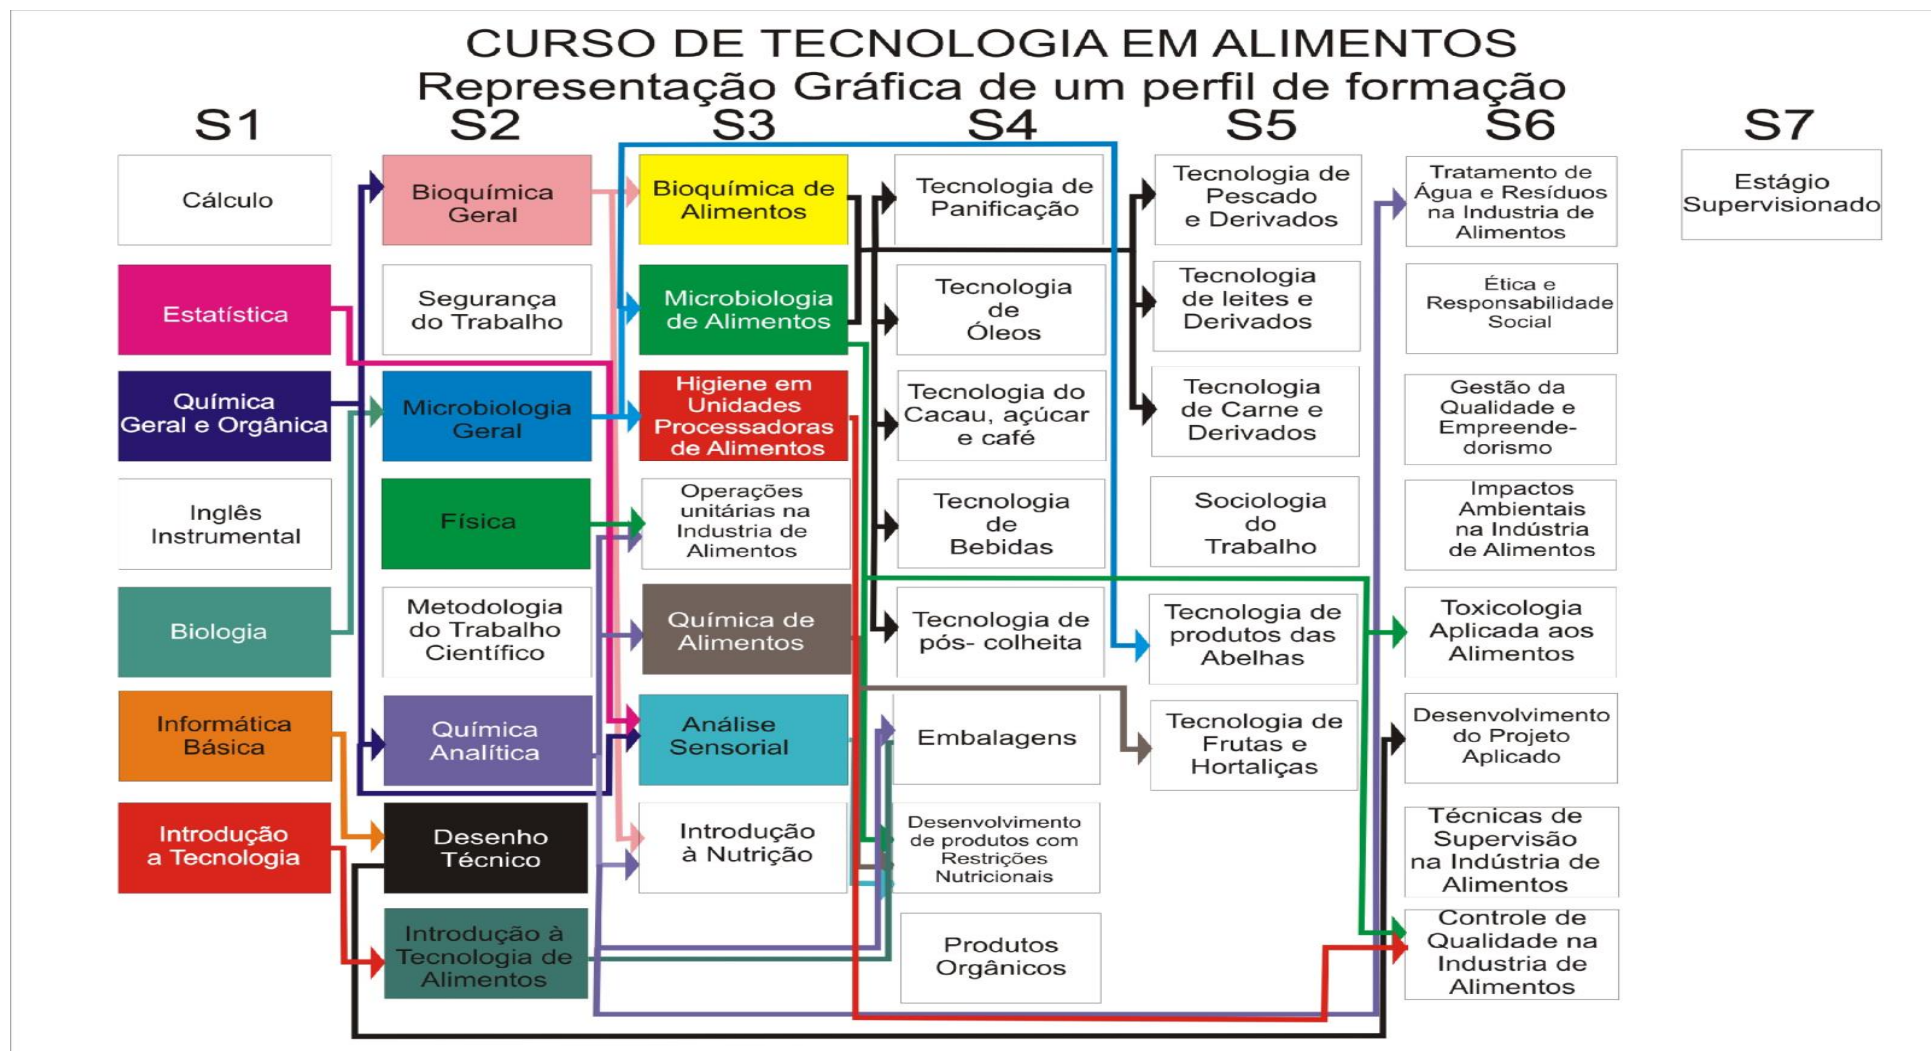 CURSO DE TECNOLOGIA EM ALIMENTOS
Representação Gráfica de um perfil de formação
S1
S2
S3
S4
S5
S6
S7
Cálculo
Estatística
Química
Geral e Orgânica
Inglês
Instrumental
Biologia
Informática
Básica
Introdução
a Tecnologia
Bioquímica
Geral
Segurança
do Trabalho
Microbiologia
Geral
Física
Metodologia
do Trabalho
Científico
Química
Analítica
Desenho
Técnico
Introdução à
Tecnologia de
Alimentos
Bioquímica de
Alimentos
Microbiologia
de Alimentos
Higiene em
Unidades
Processadoras
de Alimentos
Operações
unitárias na
Industria de
Alimentos
Química de
Alimentos
Análise
Sensorial
Introdução
à Nutrição
Tecnologia de
Panificação
Tecnologia
de
Óleos
Tecnologia do
Cacau, açúcar
e café
Tecnologia
de
Bebidas
Tecnologia de
pós- colheita
Embalagens
Desenvolvimento
de produtos com
Restrições
Nutricionais
Produtos
Orgânicos
Tecnologia de
Pescado
e Derivados
Tecnologia
de leites e
Derivados
Tecnologia
de Carne e
Derivados
Sociologia
do
Trabalho
Tecnologia de
produtos das
Abelhas
Tecnologia de
Frutas e
Hortaliças
Tratamento de
Água e Resíduos
na Industria de
Alimentos
Ética e
Responsabilidade
Social
Gestão da
Qualidade e
Empreende-
dorismo
Impactos
Ambientais
na Indústria
de Alimentos
Toxicologia
Aplicada aos
Alimentos
Desenvolvimento
do Projeto
Aplicado
Técnicas de
Supervisão
na Indústria de
Alimentos
Controle de
Qualidade na
Industria de
Alimentos
Estágio
Supervisionado